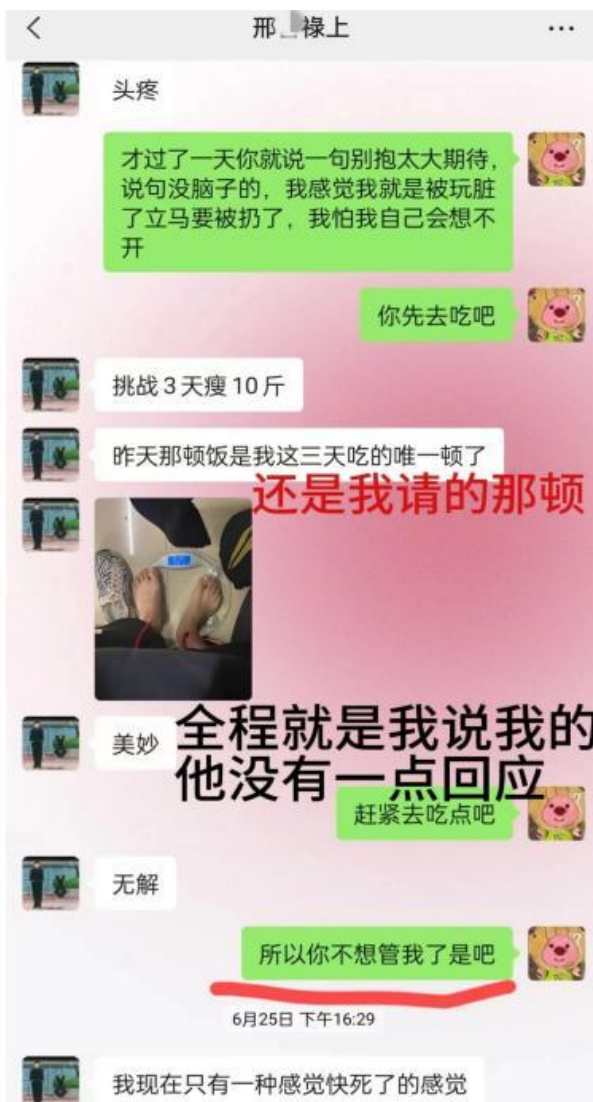 邢 禄上
头疼
才过了一天你就说一句别抱太大期待，
说句没脑子的，我感觉我就是被玩脏
了立马要被扔了，我怕我自己会想不
开
你先去吃吧
挑战3天瘦10斤
昨天那顿饭是我这三天吃的唯一顿了
还是我请的那顿
美妙
全程就是我说我的
他没有一点回应
赶紧去吃点吧
无解
所以你不想管我了是吧
6月25日 下午16:29
我现在只有一种感觉快死了的感觉